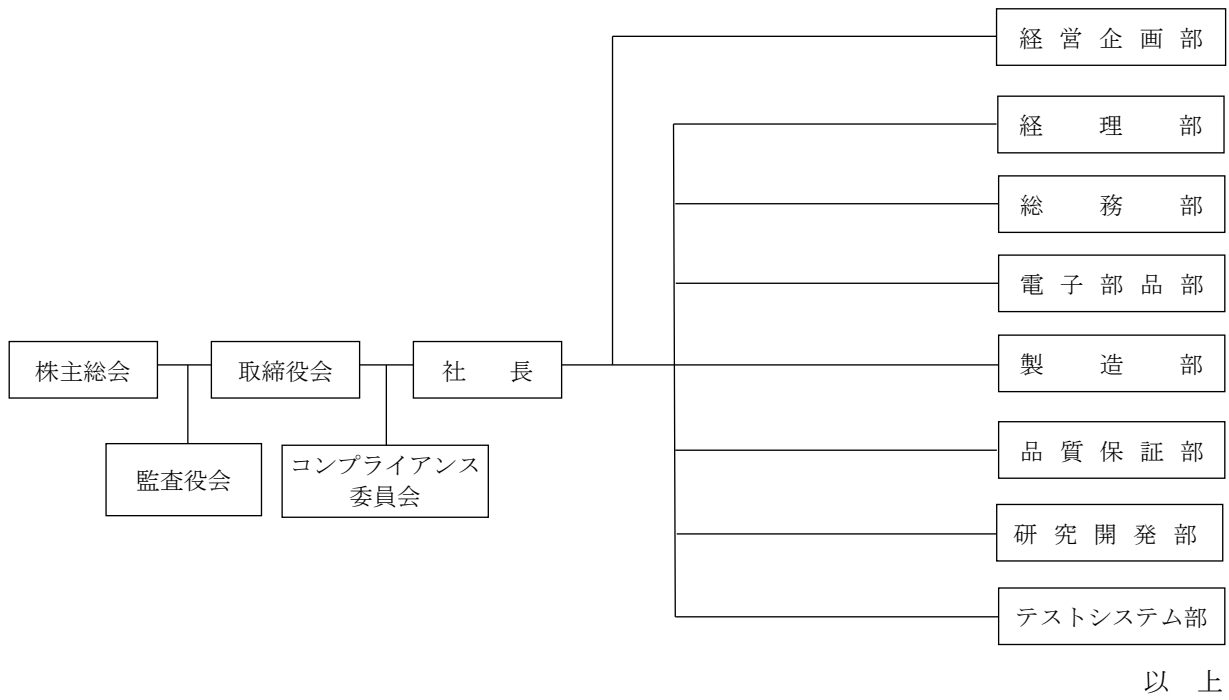 経営企画部
経理部
総務部
電子部品部
株主総会
取締役会
社長
製造部
監査役会
コンプライアンス
委員会
品質保証部
研究開発部
テストシステム部
以上